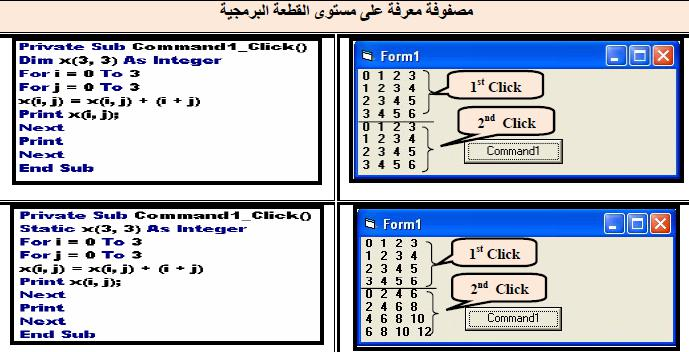 مصفوفة معرفة على مستوى القطعة البرمجية
Private Sub Command1_Click()
Dim x(3, 3) As Integer
For i = 0 To 3
For j = 0 To 3
x(i, j) = x(i, j) + (i + j)
Print x(i, j);
Next
Print
Next
End Sub
Form1
0 1 2 3
1 2 3 4
2 3 4 5
3 4 5 6
0 1 2 3
1 2 3 4
2 3 4 5
3 4 5 6
1st Click
2nd Click
Command1
Private Sub Command1_Click()
Static x(3, 3) As Integer
For i = 0 To 3
For j = 0 To 3
x(i, j) = x(i, j) + (i + j)
Print x(i, j);
Next
Print
Next
End Sub
Form1
0 1 2 3
1 2 3 4
2 3 4 5
3 4 5 6
0 2 4 6
2 4 6 8
4 6 8 10
6 8 10 12
1st Click
2nd Click
Command1